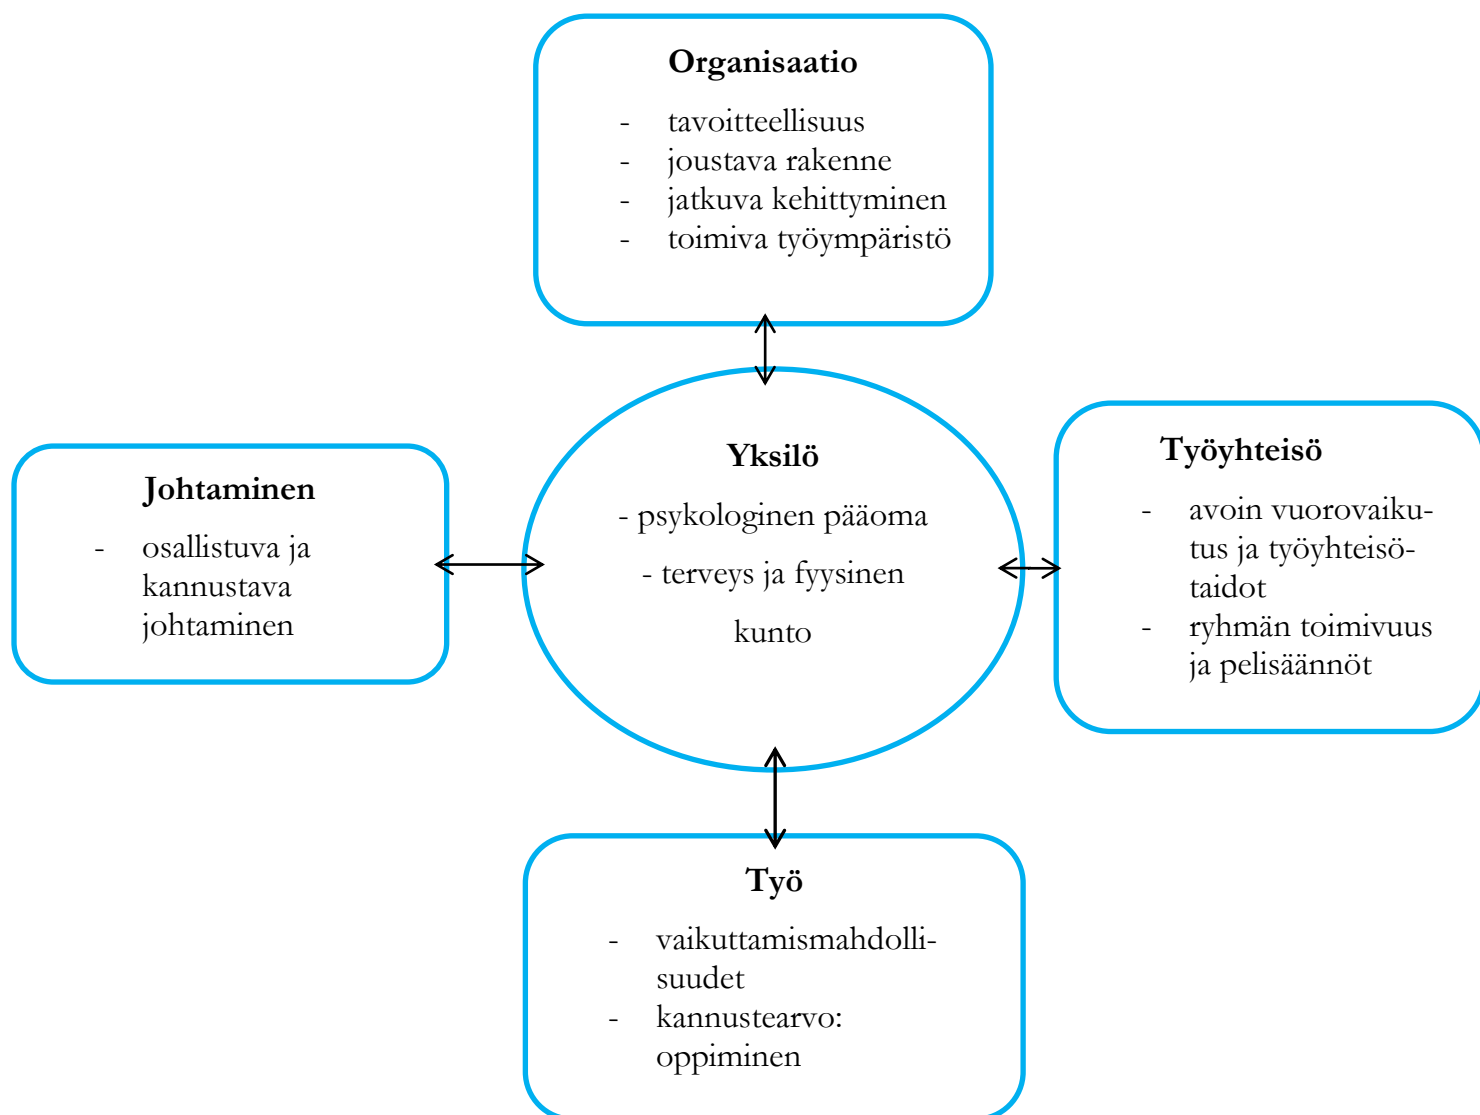 Organisaatio
- tavoitteellisuus
- joustava rakenne
- jatkuva kehittyminen
- toimiva työympäristö
Johtaminen
- osallistuva ja
kannustava
johtaminen
Yksilö
- psykologinen pääoma
- terveys ja fyysinen
kunto
Työyhteisö
- avoin vuorovaiku-
tus ja työyhteisö-
taidot
- ryhmän toimivuus
ja pelisäännöt
Työ
- vaikuttamismahdolli-
suudet
- kannustearvo:
oppiminen